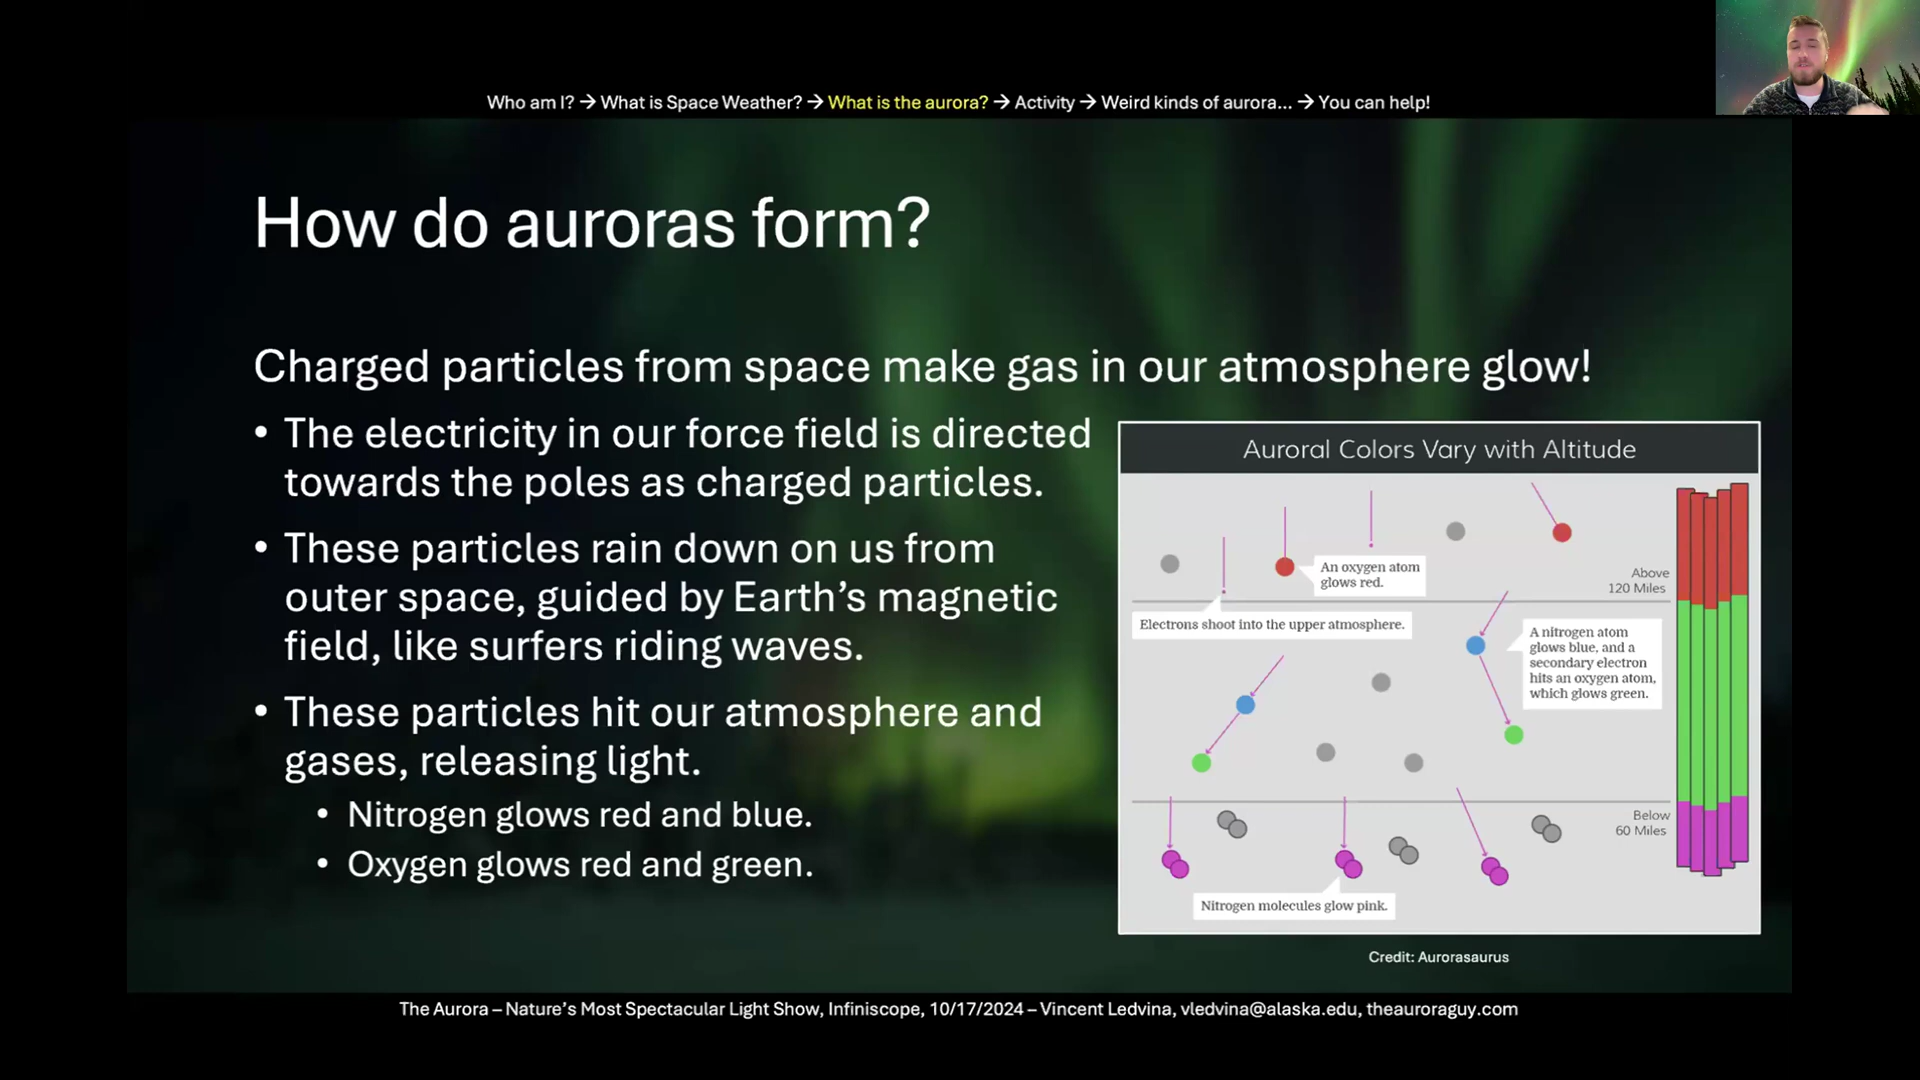 Who am I? → What is Space Weather? → What is the aurora? → Activity → Weird kinds of aurora... → You can help!
How do auroras form?
Charged particles from space make gas in our atmosphere glow!
• The electricity in our force field is directed
towards the poles as charged particles.
• These particles rain down on us from
outer space, guided by Earth’s magnetic
field, like surfers riding waves.
• These particles hit our atmosphere and
gases, releasing light.
• Nitrogen glows red and blue.
• Oxygen glows red and green.
Auroral Colors Vary with Altitude
An oxygen atom
glows red.
Above
120 Miles
Electrons shoot into the upper atmosphere.
A nitrogen atom
glows blue, and a
secondary electron
hits an oxygen atom,
which glows green.
Below
60 Miles
Nitrogen molecules glow pink.
Credit: Aurorasaurus
The Aurora – Nature’s Most Spectacular Light Show, Infiniscope, 10/17/2024 – Vincent Ledvina, vledvina@alaska.edu, theauroraguy.com